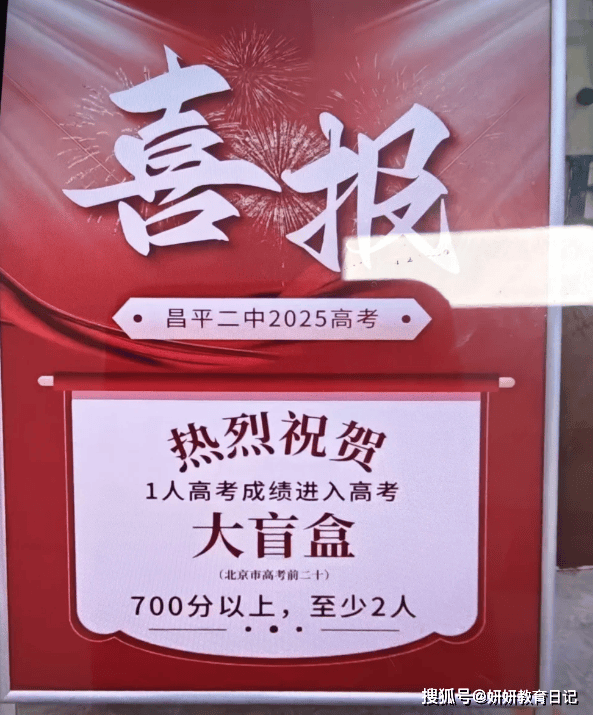 喜报
昌平二中2025高考
热烈祝贺
1人高考成绩进入高考
大盲盒
（北京市高考前二十）
700分以上，至少2人
搜狐号@妍妍教育日记